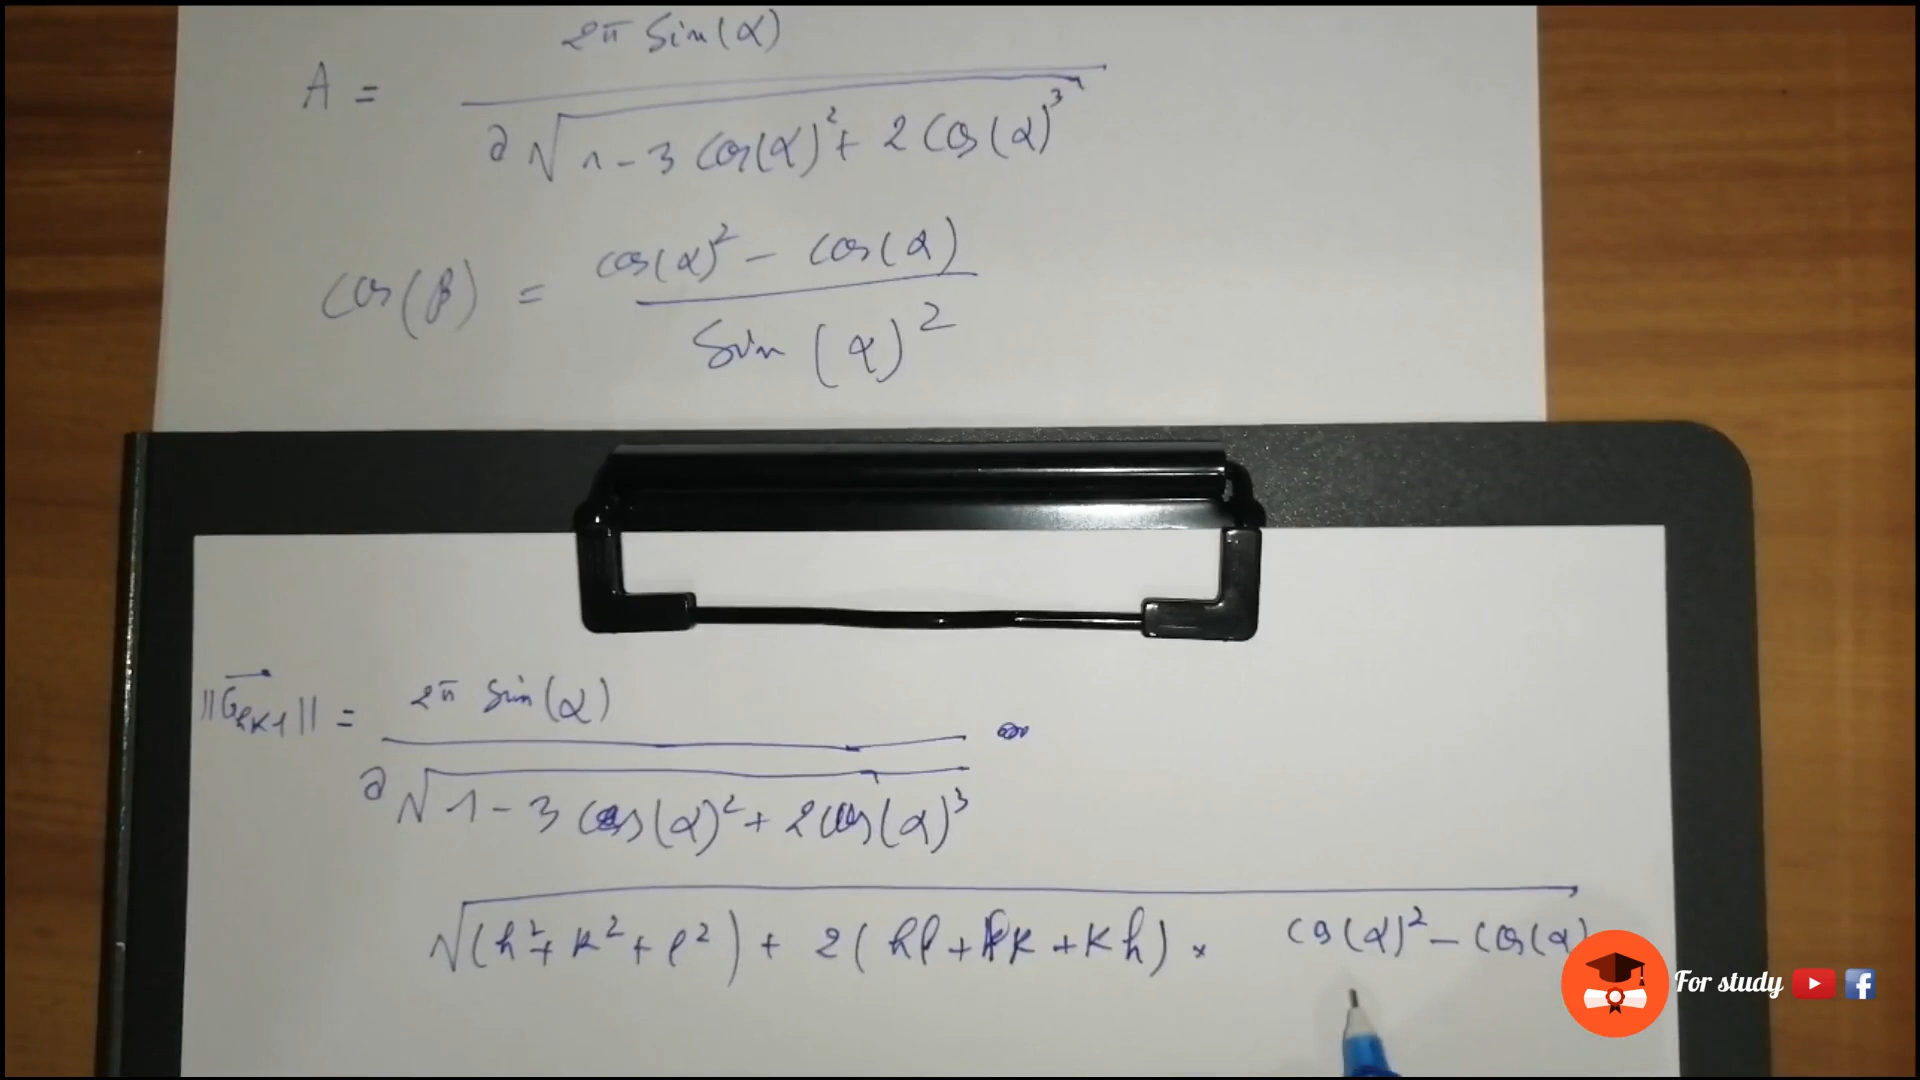 A = 2π Sin(α) / a √(1 - 3 Cos(α)² + 2 Cos(α)³)
Cos(β) = cos(α)² - Cos(α) / Sin(α)²
||G⃗hkl|| = 2π Sin(α) / a √(1 - 3 Cos(α)² + 2 Cos(α)³)
√(h² + k² + l²) + 2(hl + lk + kh) × Cos(α)² - Cos(α)
For study